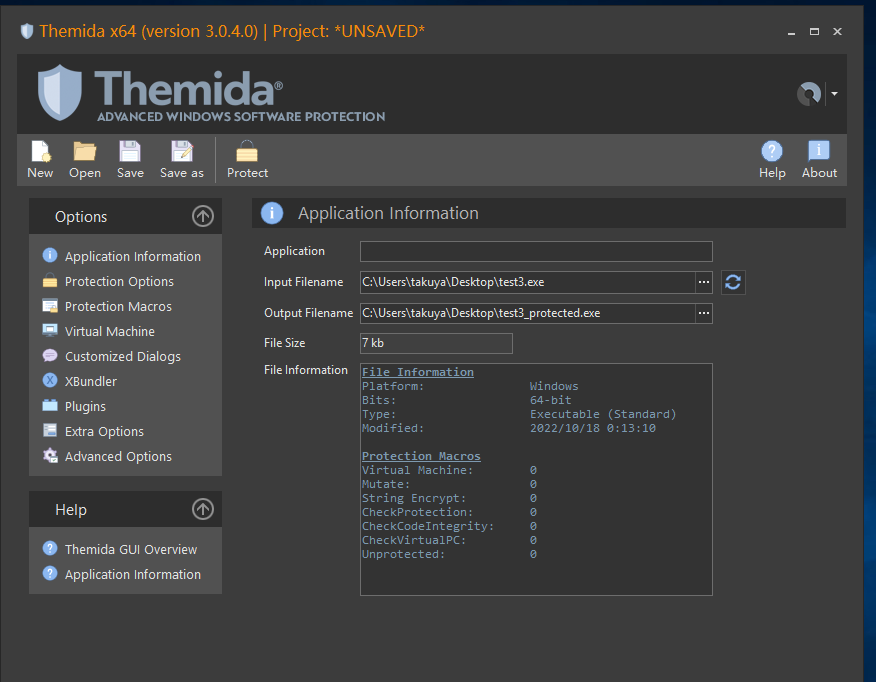 Themida x64 (version 3.0.4.0) | Project: *UNSAVED*
Themida®
ADVANCED WINDOWS SOFTWARE PROTECTION
New Open Save Save as Protect Help About
Options
Application Information
Protection Options
Protection Macros
Virtual Machine
Customized Dialogs
XBundler
Plugins
Extra Options
Advanced Options
Help
Themida GUI Overview
Application Information
Application Information
Application
Input Filename C:\Users\takuya\Desktop\test3.exe ...
Output Filename C:\Users\takuya\Desktop\test3_protected.exe ...
File Size 7 kb
File Information
File Information
Platform: Windows
Bits: 64-bit
Type: Executable (Standard)
Modified: 2022/10/18 0:13:10
Protection Macros
Virtual Machine: 0
Mutate: 0
String Encrypt: 0
CheckProtection: 0
CheckCodeIntegrity: 0
CheckVirtualPC: 0
Unprotected: 0